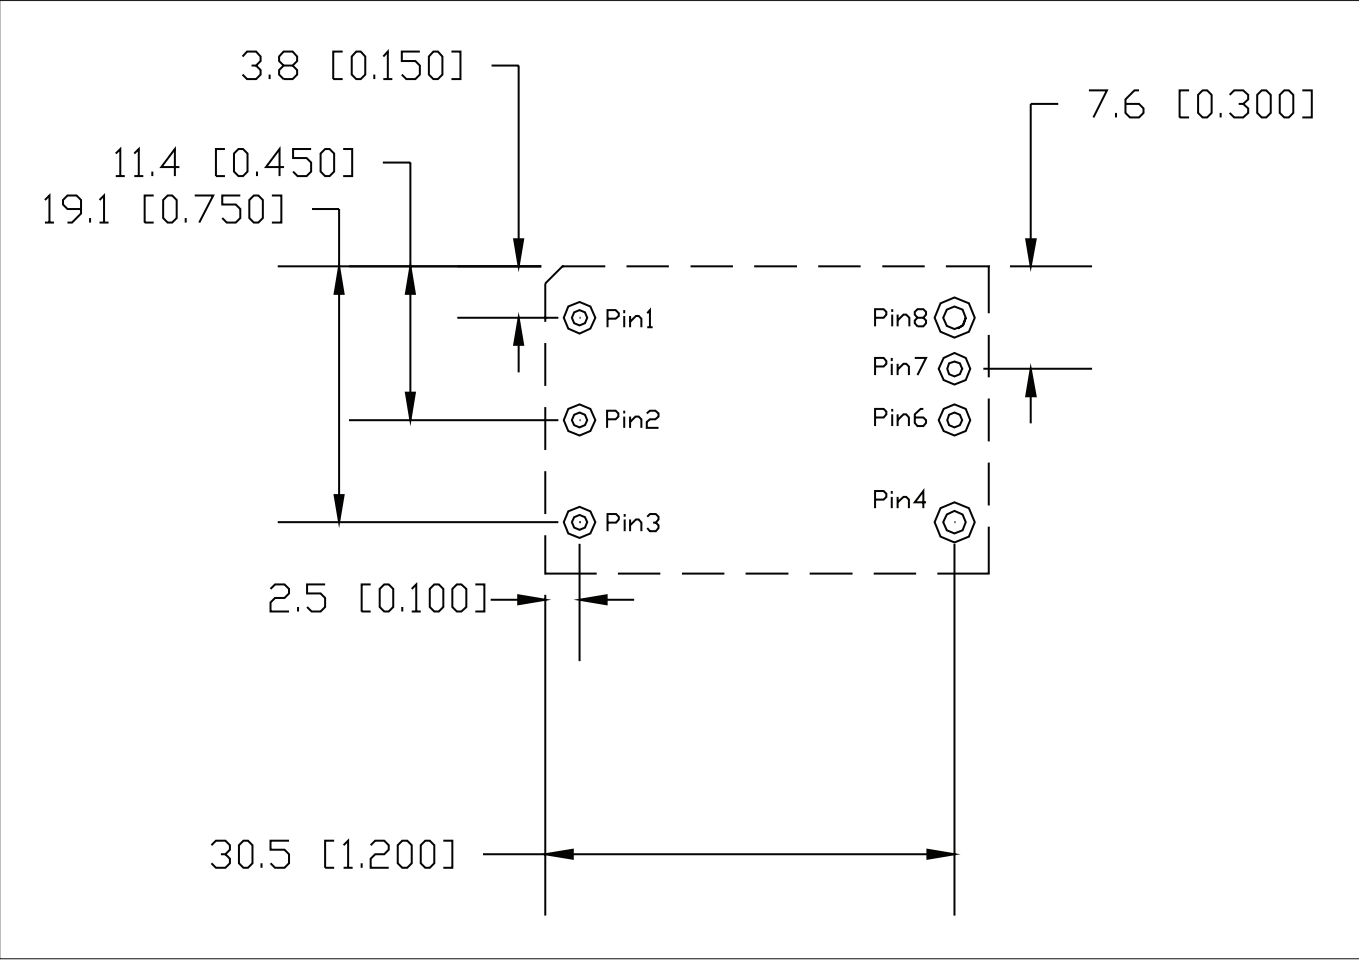 3.8 [0.150]
7.6 [0.300]
11.4 [0.450]
19.1 [0.750]
Pin1
Pin8
Pin7
Pin2
Pin6
Pin4
Pin3
2.5 [0.100]
30.5 [1.200]